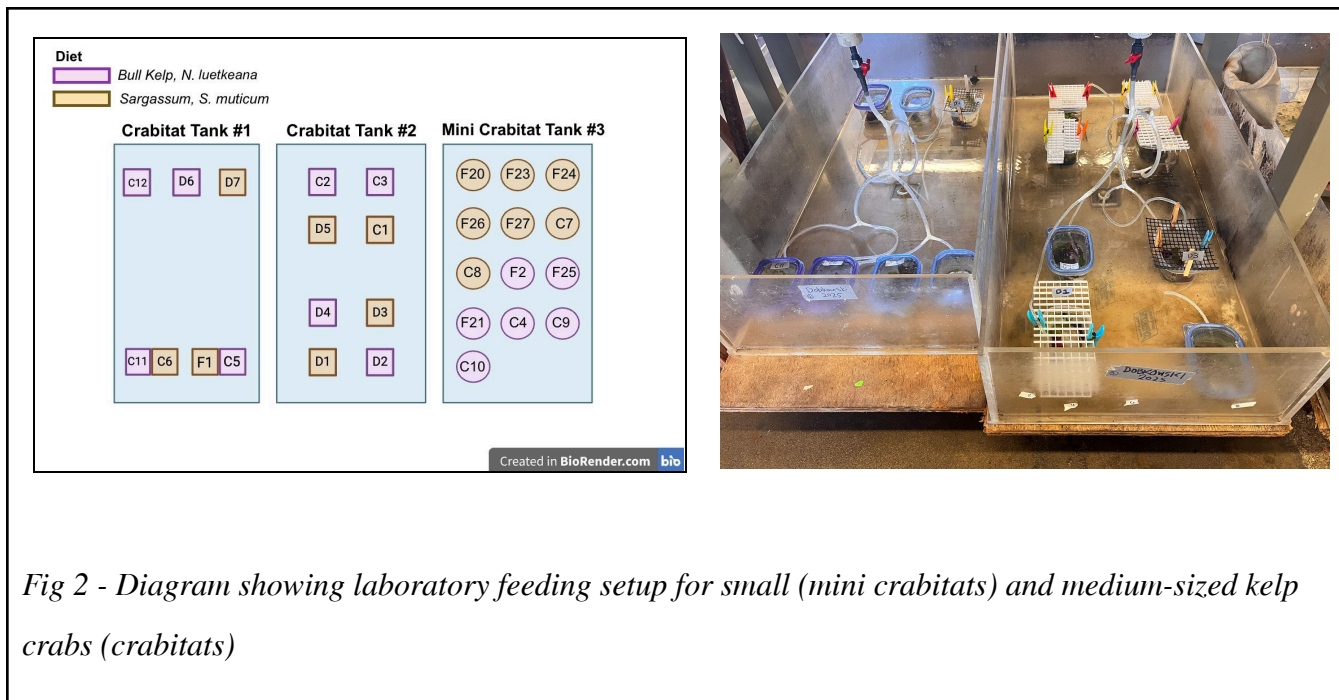 Diet
Bull Kelp, N. luetkeana
Sargassum, S. muticum
Crabitat Tank #1
Crabitat Tank #2
Mini Crabitat Tank #3
C12 D6 D7
C11 C6 F1 C5
C2 C3
D5 C1
D4 D3
D1 D2
F20 F23 F24
F26 F27 C7
C8 F2 F25
F21 C4 C9
C10
Created in BioRender.com bio
Dobkowski
@ 2025
DOBKOWSKI
2025
Fig 2 - Diagram showing laboratory feeding setup for small (mini crabitats) and medium-sized kelp
crabs (crabitats)